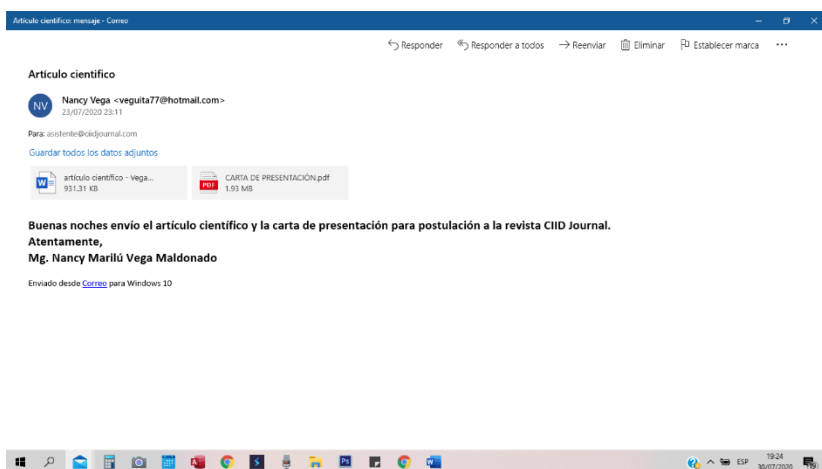 Artículo cientifico: mensaje - Correo
Responder
Responder a todos
Reenviar
Eliminar
Establecer marca
Artículo cientifico
NV
Nancy Vega <veguita77@hotmail.com>
23/07/2020 23:11
Para: asistente@ciidjournal.com
Guardar todos los datos adjuntos
artículo científico - Vega...
931.31 KB
PDF
CARTA DE PRESENTACIÓN.pdf
1.93 MB
Buenas noches envío el artículo científico y la carta de presentación para postulación a la revista CIID Journal.
Atentamente,
Mg. Nancy Marilú Vega Maldonado
Enviado desde Correo para Windows 10
ESP
19:24
30/07/2020